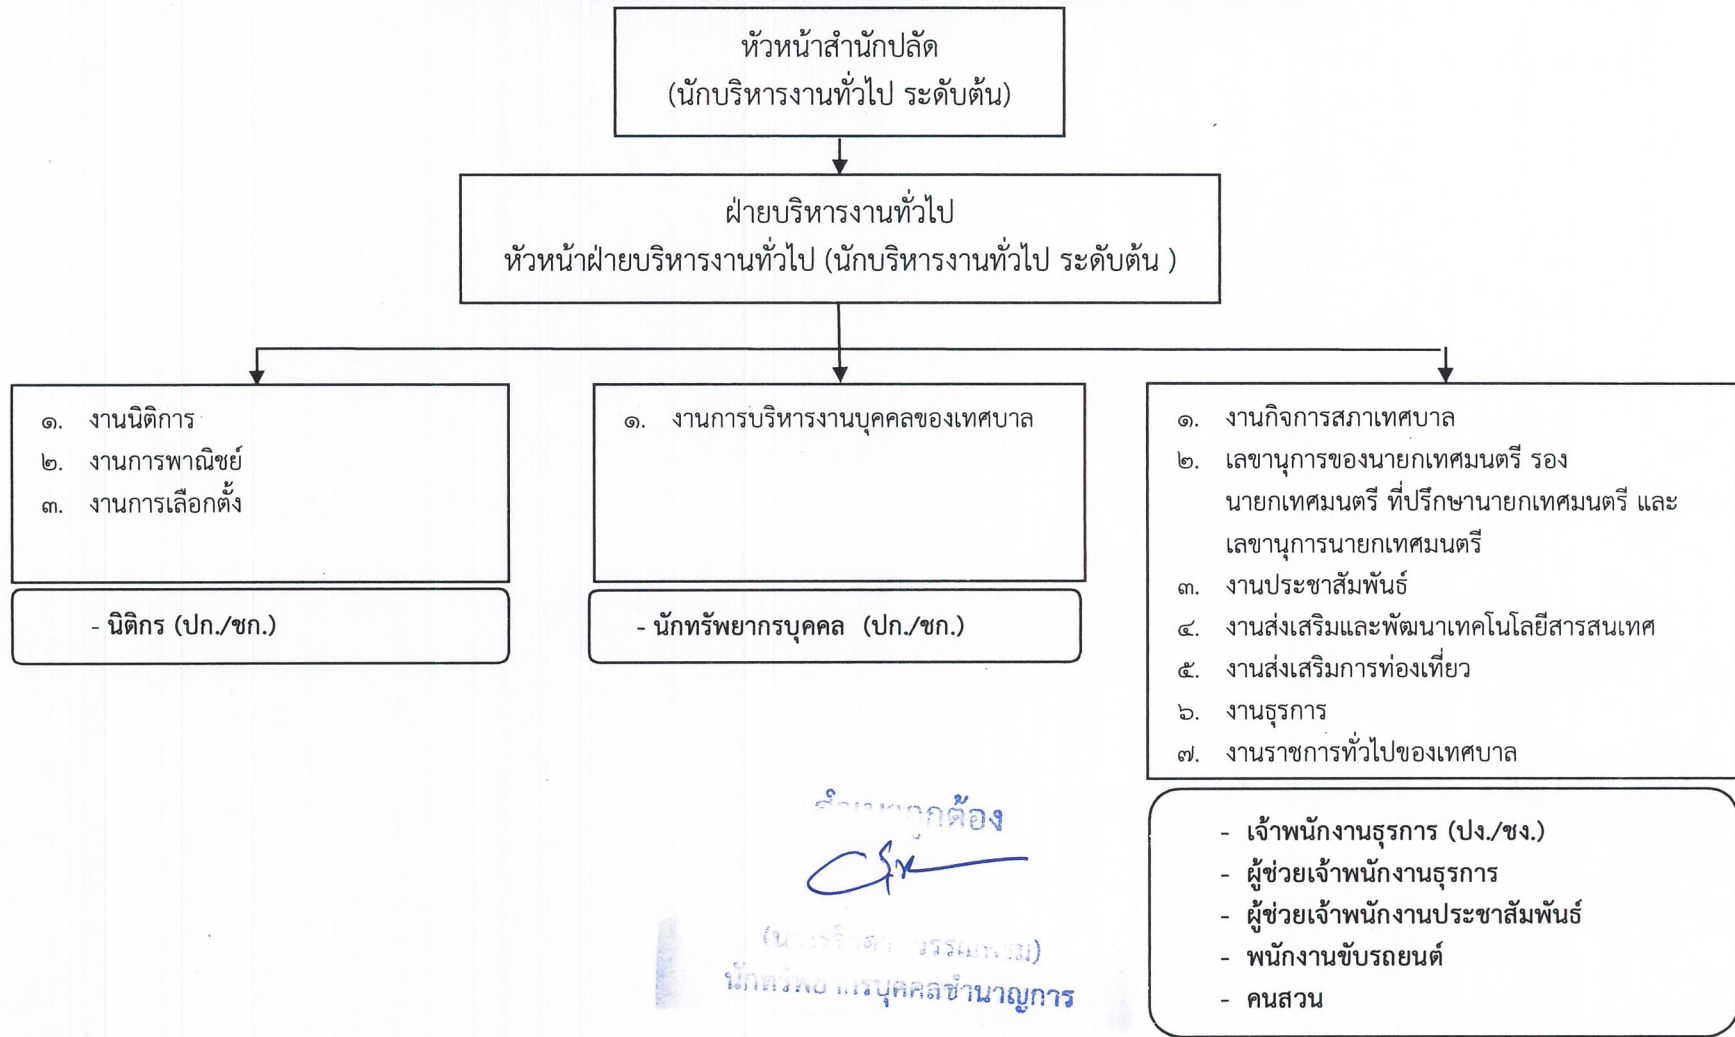 หัวหน้าสำนักปลัด
(นักบริหารงานทั่วไป ระดับต้น)
ฝ่ายบริหารงานทั่วไป
หัวหน้าฝ่ายบริหารงานทั่วไป (นักบริหารงานทั่วไป ระดับต้น )
๑. งานนิติการ
๒. งานการพาณิชย์
๓. งานการเลือกตั้ง
- นิติกร (ปก./ชก.)
๑. งานการบริหารงานบุคคลของเทศบาล
- นักทรัพยากรบุคคล (ปก./ชก.)
๑. งานกิจการสภาเทศบาล
๒. เลขานุการของนายกเทศมนตรี รอง
นายกเทศมนตรี ที่ปรึกษานายกเทศมนตรี และ
เลขานุการนายกเทศมนตรี
๓. งานประชาสัมพันธ์
๔. งานส่งเสริมและพัฒนาเทคโนโลยีสารสนเทศ
๕. งานส่งเสริมการท่องเที่ยว
๖. งานธุรการ
๗. งานราชการทั่วไปของเทศบาล
- เจ้าพนักงานธุรการ (ปง./ชง.)
- ผู้ช่วยเจ้าพนักงานธุรการ
- ผู้ช่วยเจ้าพนักงานประชาสัมพันธ์
- พนักงานขับรถยนต์
- คนสวน
สำเนาถูกต้อง
นักทรัพยากรบุคคลชำนาญการ